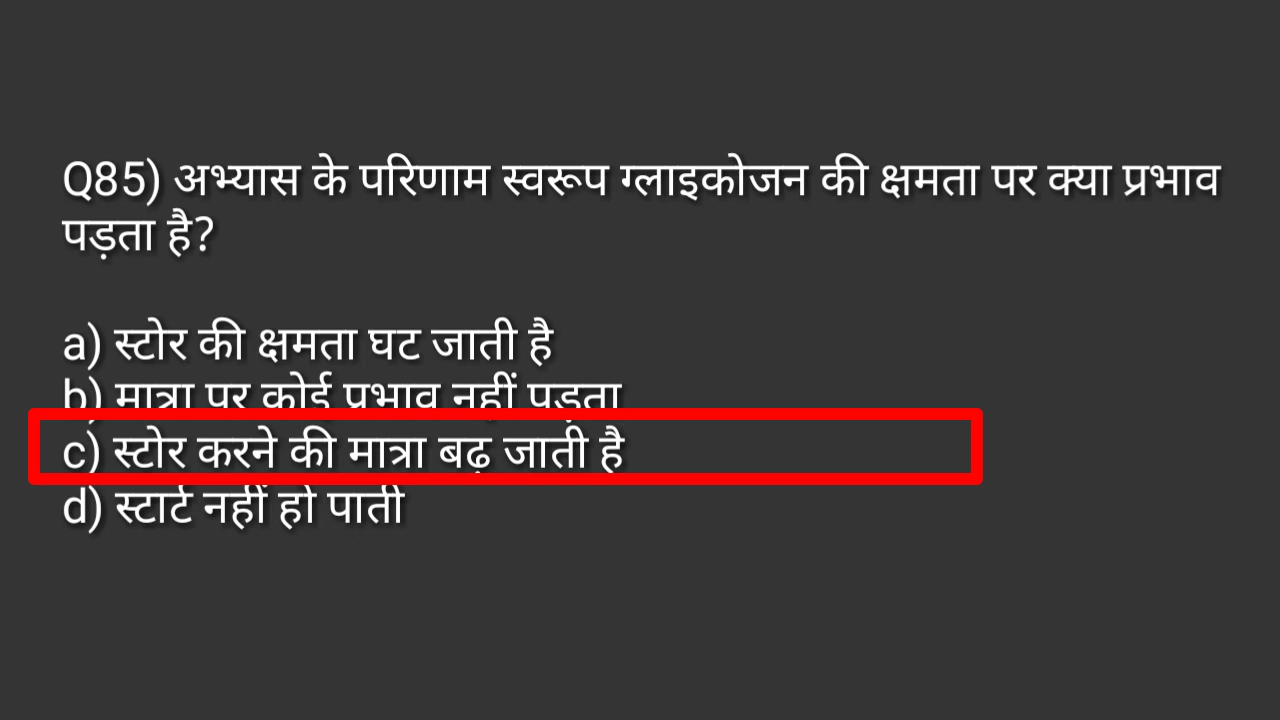 Q85) अभ्यास के परिणाम स्वरूप ग्लाइकोजन की क्षमता पर क्या प्रभाव
पड़ता है?
a) स्टोर की क्षमता घट जाती है
b) मात्रा पर कोई प्रभाव नहीं पड़ता
c) स्टोर करने की मात्रा बढ़ जाती है
d) स्टार्ट नहीं हो पाती